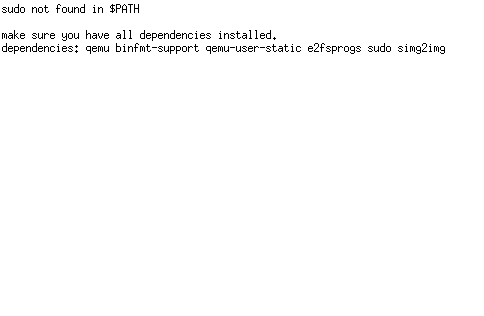 sudo not found in $PATH
make sure you have all dependencies installed.
dependencies: qemu binfmt-support qemu-user-static e2fsprogs sudo simg2img